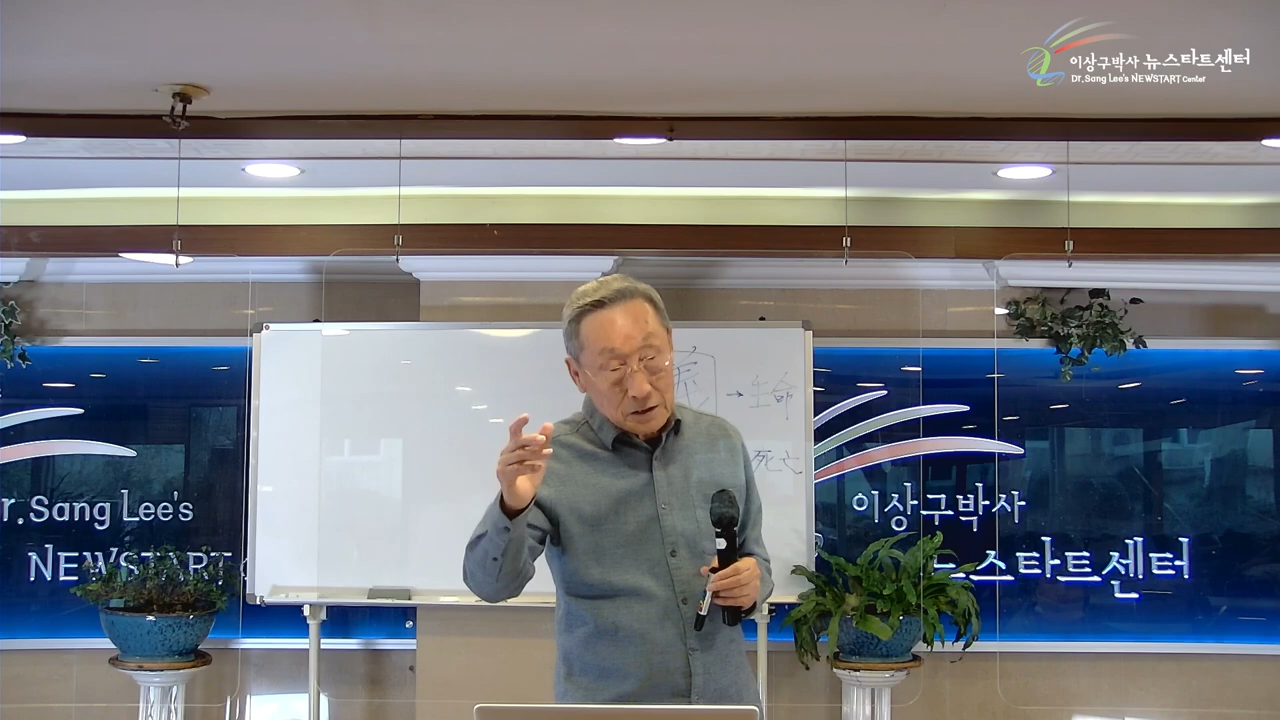 이상구박사 뉴스타트센터
Dr. Sang Lee's NEWSTART Center
→ 生命
死亡
r. Sang Lee's
NEWSTART
이상구박사
뉴스타트센터